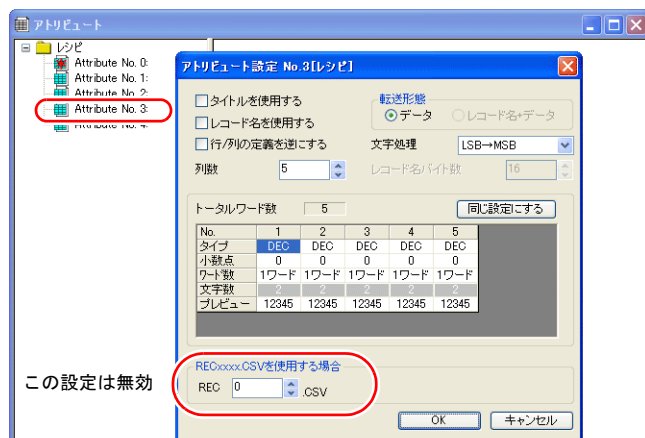 アトリビュート
レシピ
Attribute No. 0:
Attribute No. 1:
Attribute No. 2:
Attribute No. 3:
Attribute No. 4:
アトリビュート設定 No.3[レシピ]
タイトルを使用する
レコード名を使用する
行/列の定義を逆にする
転送形態
データ
レコード名+データ
文字処理
LSB→MSB
列数
5
レコード名バイト数
16
トータルワード数
5
同じ設定にする
No. 1 2 3 4 5
タイプ DEC DEC DEC DEC DEC
小数点 0 0 0 0 0
ワード数 1ワード 1ワード 1ワード 1ワード 1ワード
文字数 2 2 2 2 2
プレビュー 12345 12345 12345 12345 12345
RECxxxx.CSVを使用する場合
REC 0 .CSV
この設定は無効
OK
キャンセル